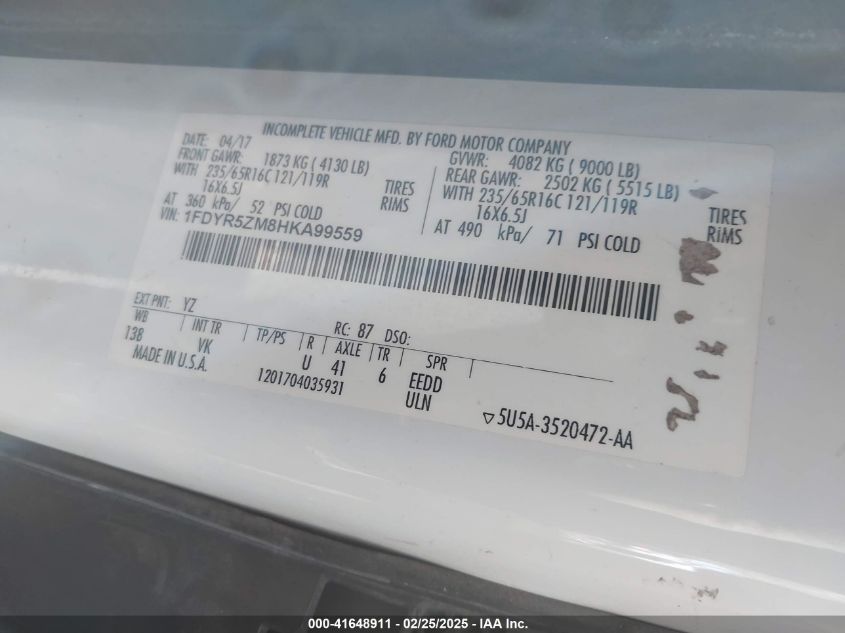 INCOMPLETE VEHICLE MFD. BY FORD MOTOR COMPANY
DATE: 04/17 GVWR: 4082 KG ( 9000 LB)
FRONT GAWR: 1873 KG ( 4130 LB) REAR GAWR: 2502 KG ( 5515 LB)
WITH 235/65R16C 121/119R TIRES WITH 235/65R16C 121/119R TIRES
16X6.5J RIMS 16X6.5J RIMS
AT 360 kPa/ 52 PSI COLD AT 490 kPa/ 71 PSI COLD
VIN: 1FDYR5ZM8HKA99559
EXT PNT: YZ RC: 87 DSO:
WB INT TR TP/PS R AXLE TR SPR
138 VK U 41 6 EEDD
MADE IN U.S.A. 1201704035931 ULN
▽5U5A-3520472-AA
000-41648911 - 02/25/2025 - IAA Inc.